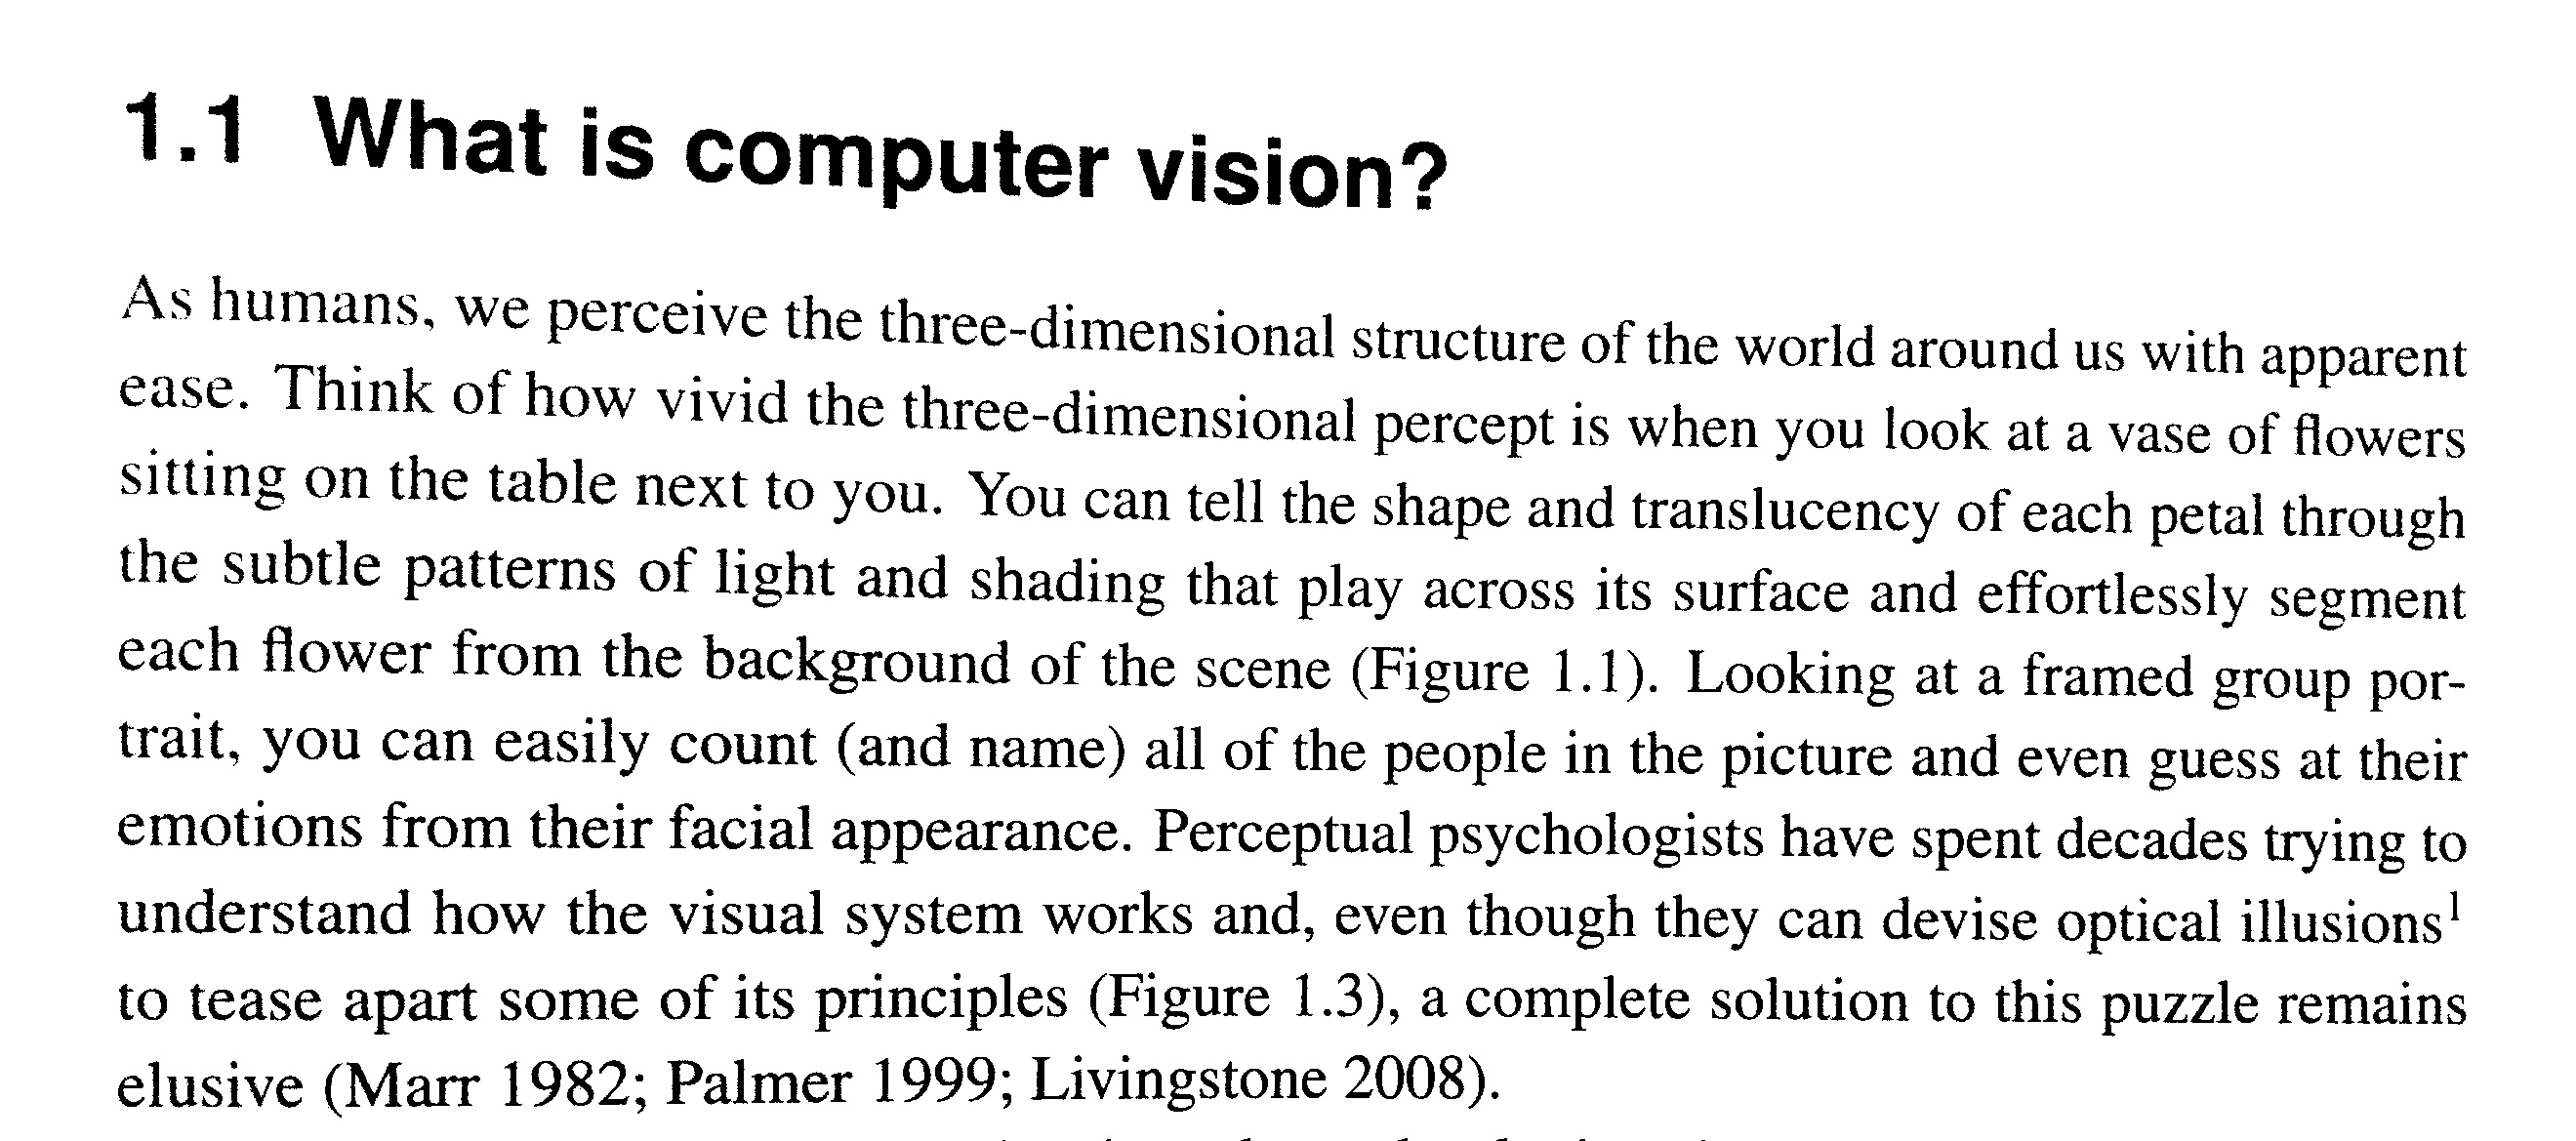 1.1 What is computer vision?
As humans, we perceive the three-dimensional structure of the world around us with apparent
ease. Think of how vivid the three-dimensional percept is when you look at a vase of flowers
sitting on the table next to you. You can tell the shape and translucency of each petal through
the subtle patterns of light and shading that play across its surface and effortlessly segment
each flower from the background of the scene (Figure 1.1). Looking at a framed group por-
trait, you can easily count (and name) all of the people in the picture and even guess at their
emotions from their facial appearance. Perceptual psychologists have spent decades trying to
understand how the visual system works and, even though they can devise optical illusions¹
to tease apart some of its principles (Figure 1.3), a complete solution to this puzzle remains
elusive (Marr 1982; Palmer 1999; Livingstone 2008).